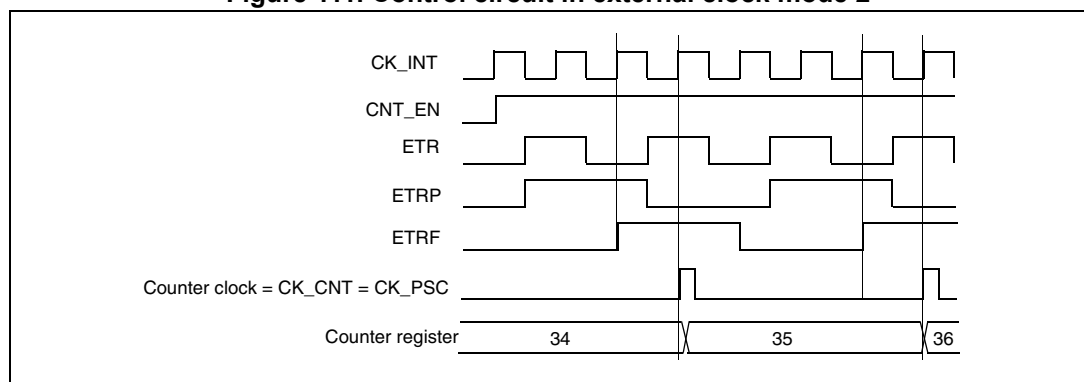 Figure 111. Control circuit in external clock mode 2
CK_INT
CNT_EN
ETR
ETRP
ETRF
Counter clock = CK_CNT = CK_PSC
Counter register
34
35
36